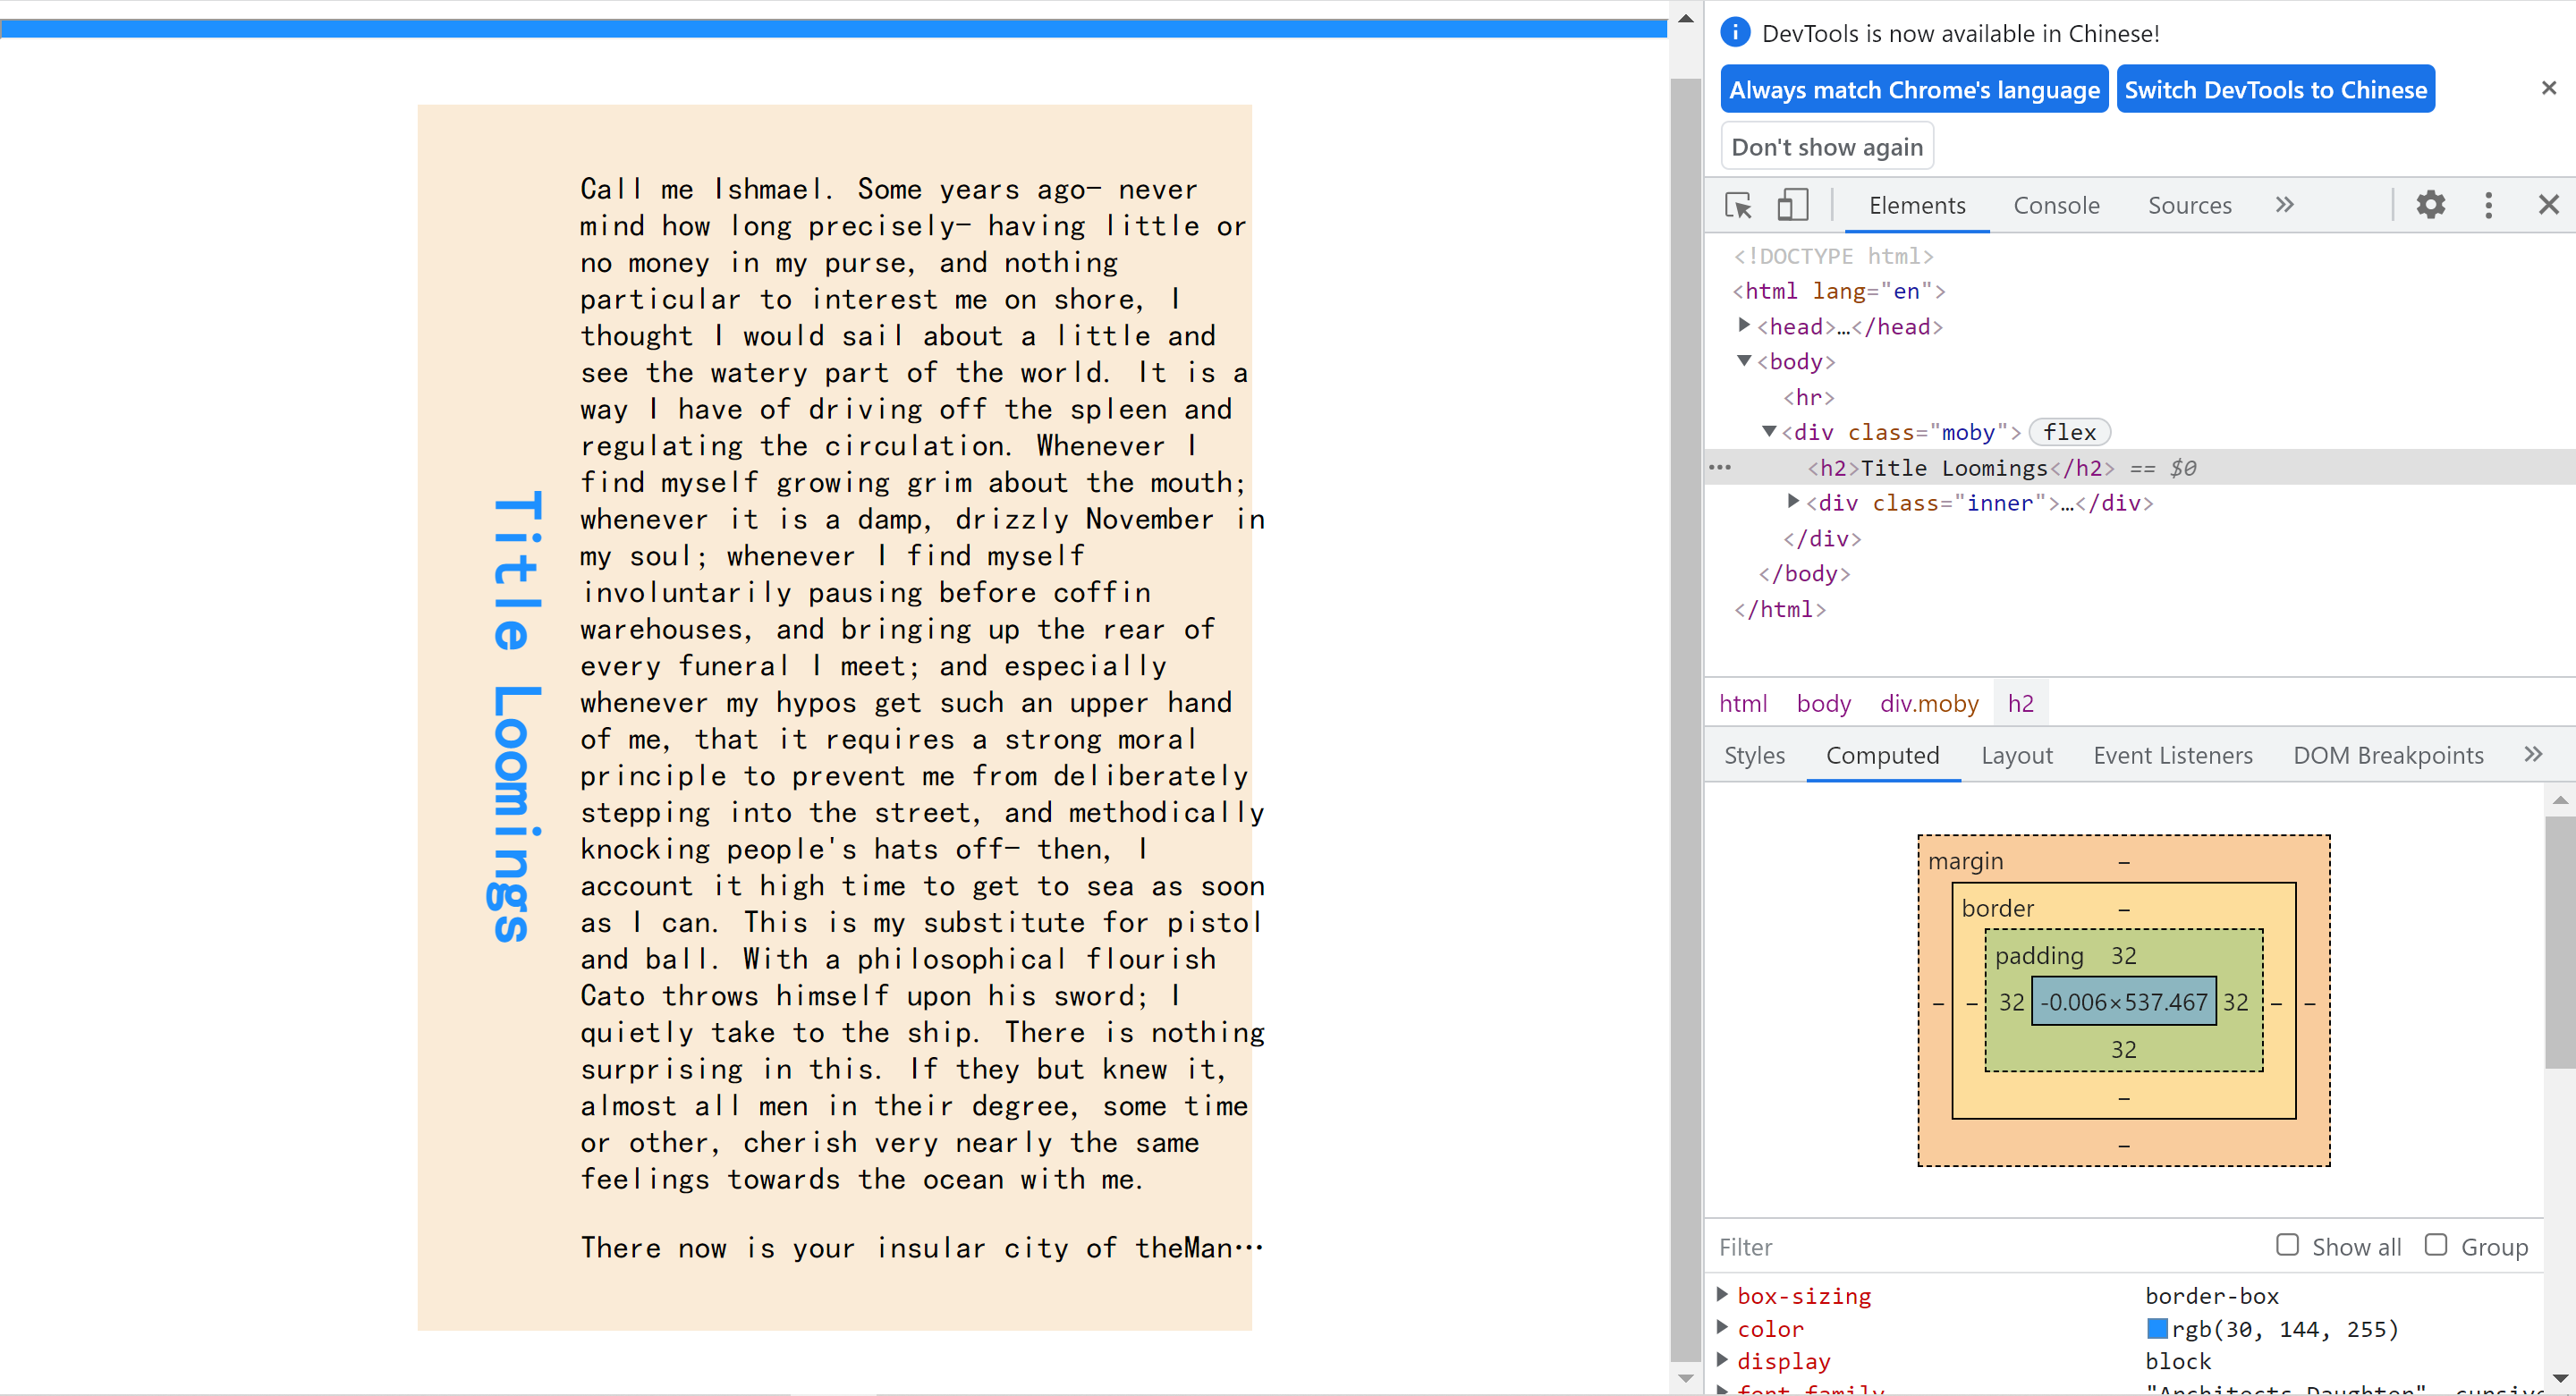 Title Loomings
Call me Ishmael. Some years ago— never
mind how long precisely— having little or
no money in my purse, and nothing
particular to interest me on shore, I
thought I would sail about a little and
see the watery part of the world. It is a
way I have of driving off the spleen and
regulating the circulation. Whenever I
find myself growing grim about the mouth;
whenever it is a damp, drizzly November in
my soul; whenever I find myself
involuntarily pausing before coffin
warehouses, and bringing up the rear of
every funeral I meet; and especially
whenever my hypos get such an upper hand
of me, that it requires a strong moral
principle to prevent me from deliberately
stepping into the street, and methodically
knocking people's hats off— then, I
account it high time to get to sea as soon
as I can. This is my substitute for pistol
and ball. With a philosophical flourish
Cato throws himself upon his sword; I
quietly take to the ship. There is nothing
surprising in this. If they but knew it,
almost all men in their degree, some time
or other, cherish very nearly the same
feelings towards the ocean with me.
There now is your insular city of theMan…
DevTools is now available in Chinese!
Always match Chrome's language
Switch DevTools to Chinese
Don't show again
Elements Console Sources »
<!DOCTYPE html>
<html lang="en">
<head>…</head>
<body>
<hr>
<div class="moby"> flex
… <h2>Title Loomings</h2> == $0
<div class="inner">…</div>
</div>
</body>
</html>
html body div.moby h2
Styles Computed Layout Event Listeners DOM Breakpoints »
margin –
border –
padding 32
– – 32 -0.006×537.467 32 – –
32
–
–
Filter Show all Group
box-sizing border-box
color rgb(30, 144, 255)
display block
font-family "Architects Daughter", cursive